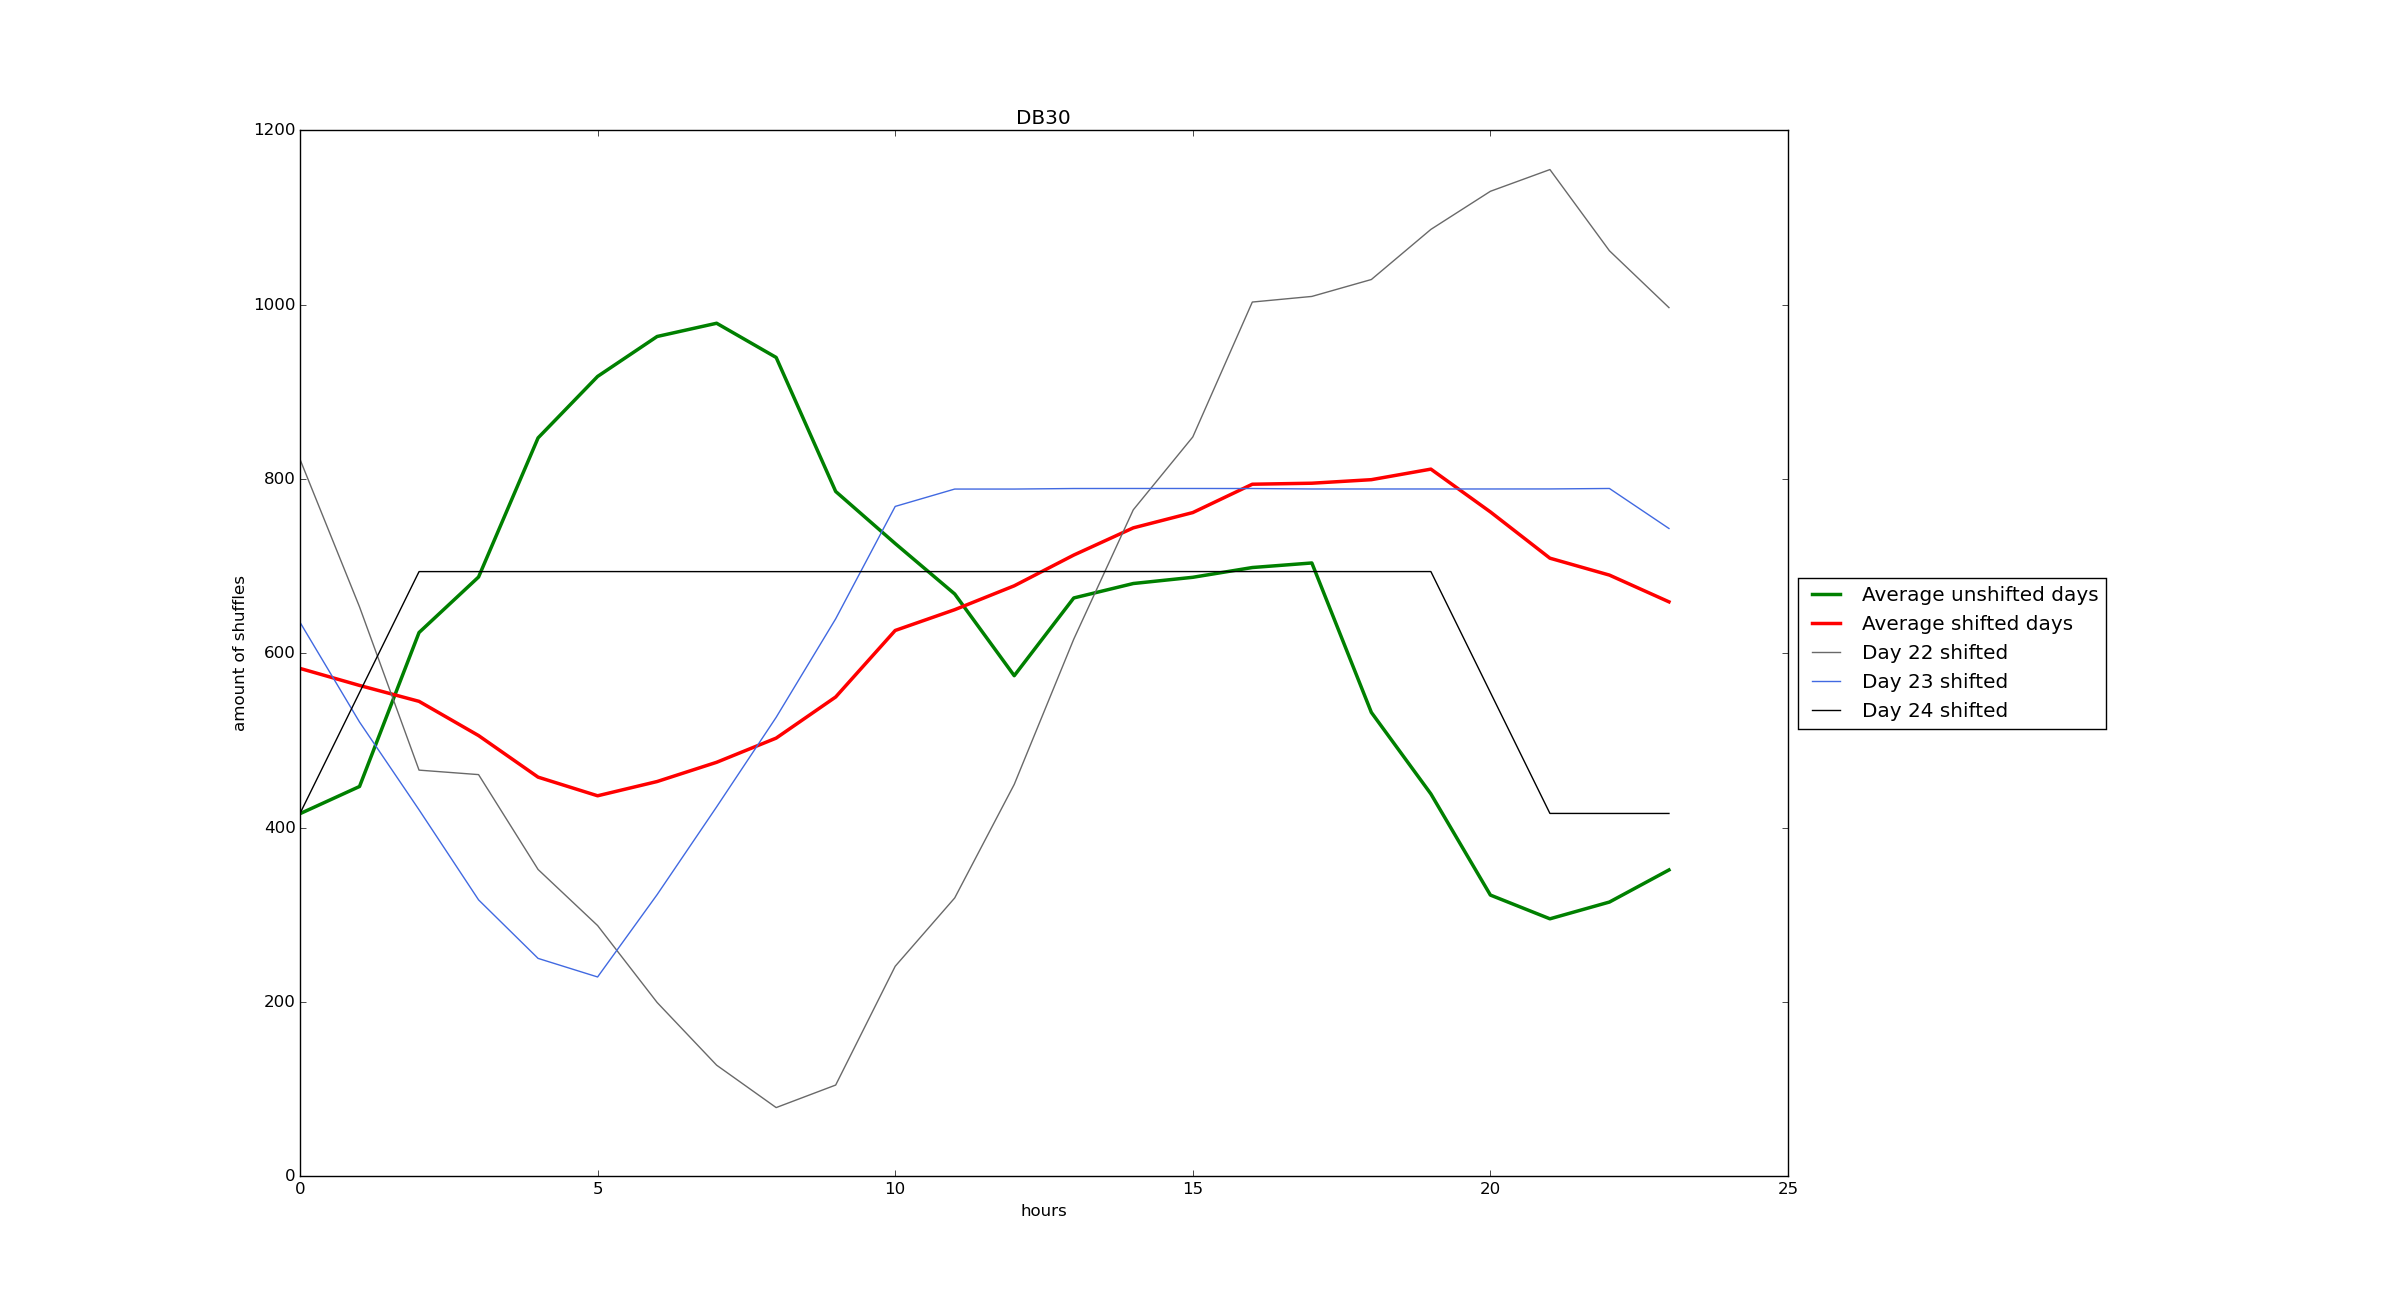 DB30
1200
1000
800
600
400
200
0
amount of shuffles
0 5 10 15 20 25
hours
Average unshifted days
Average shifted days
Day 22 shifted
Day 23 shifted
Day 24 shifted